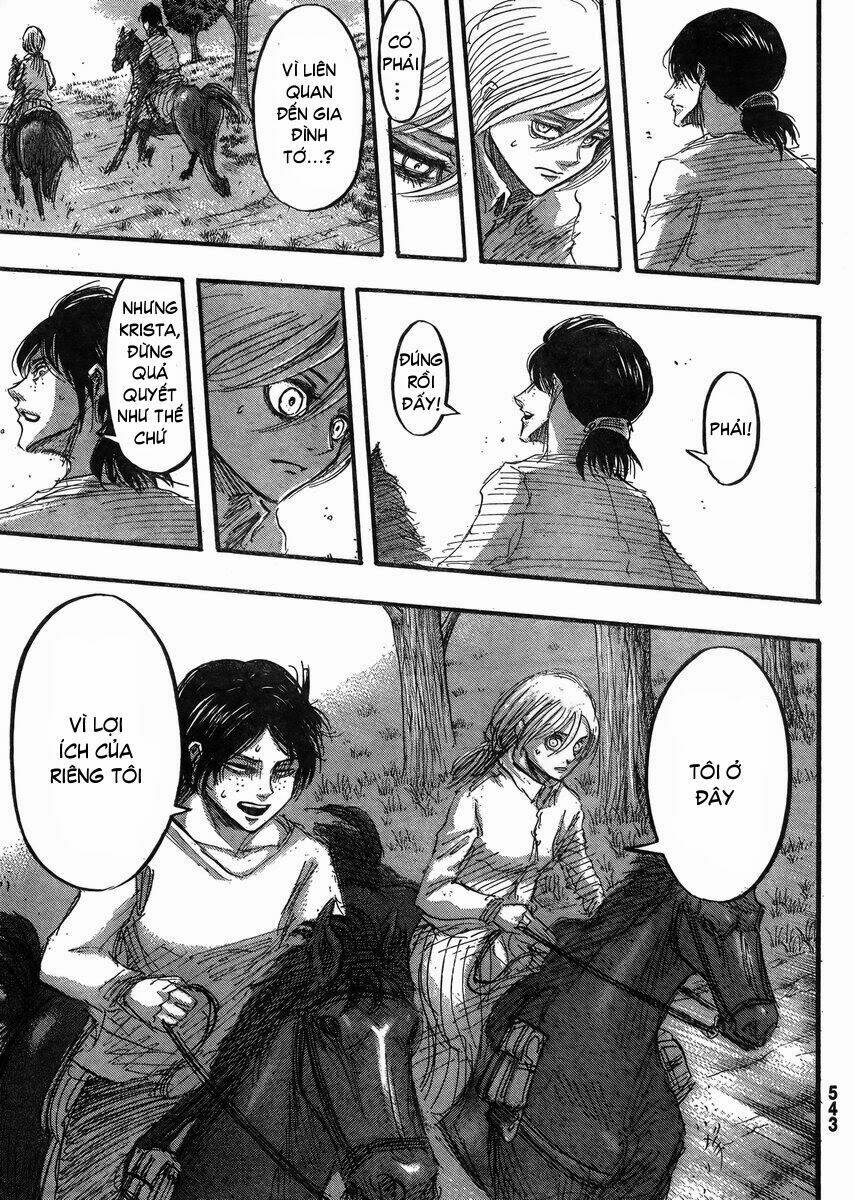 CÓ
PHẢI
...
VÌ LIÊN
QUAN
ĐẾN GIA
ĐÌNH
TỚ...?
PHẢI!
ĐÚNG
RỒI
ĐẤY!
NHƯNG
KRISTA,
ĐỪNG
QUẢ
QUYẾT
NHƯ THẾ
CHỨ
TÔI Ở
ĐÂY
VÌ LỢI
ÍCH CỦA
RIÊNG TÔI
543